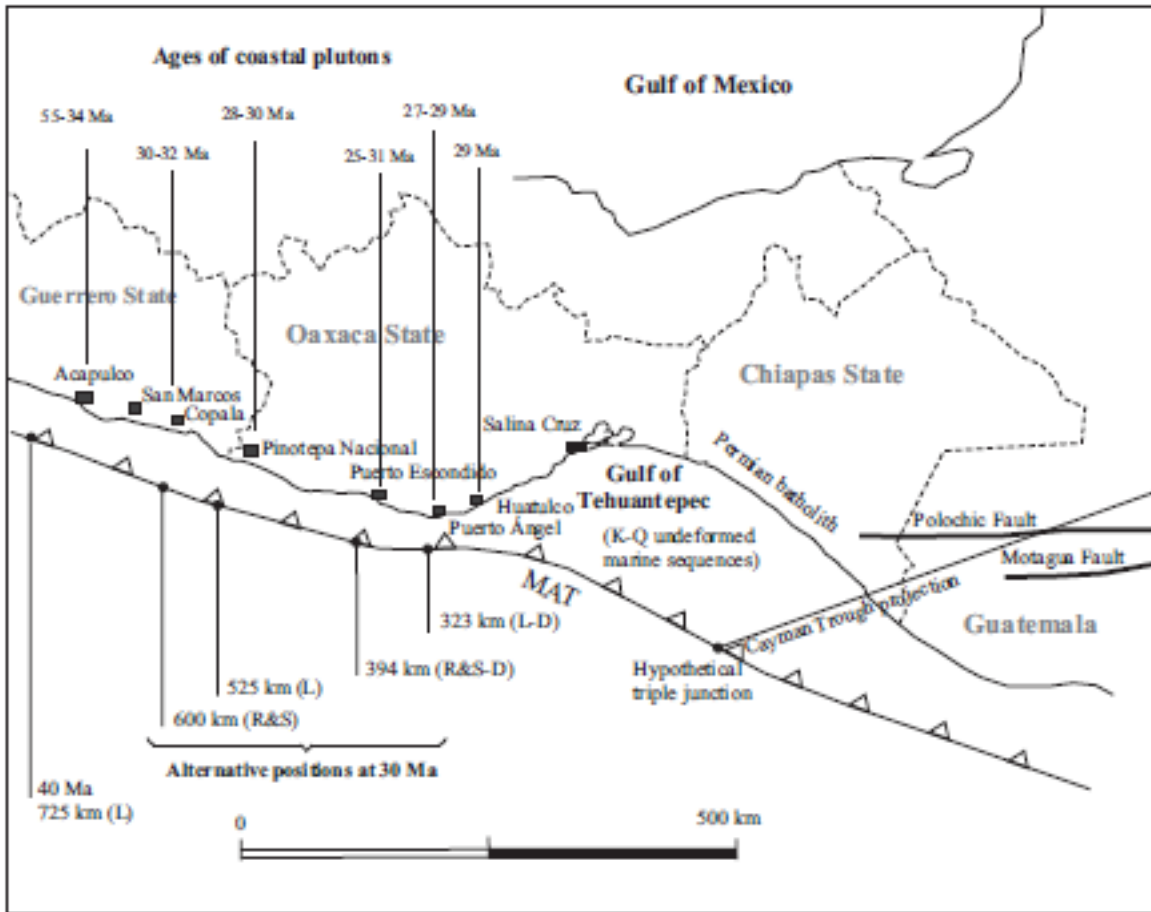 Ages of coastal plutons
Gulf of Mexico
55-34 Ma
30-32 Ma
28-30 Ma
25-31 Ma
27-29 Ma
29 Ma
Guerrero State
Oaxaca State
Chiapas State
Acapulco
San Marcos
Copala
Pinotepa Nacional
Puerto Escondido
Puerto Ángel
Huatulco
Salina Cruz
Gulf of
Tehuantepec
(K-Q undeformed
marine sequences)
Permian batholith
Polochic Fault
Motagua Fault
Guatemala
Cayman Trough projection
MAT
Hypothetical
triple junction
323 km (L-D)
394 km (R&S-D)
525 km (L)
600 km (R&S)
Alternative positions at 30 Ma
40 Ma
725 km (L)
0
500 km